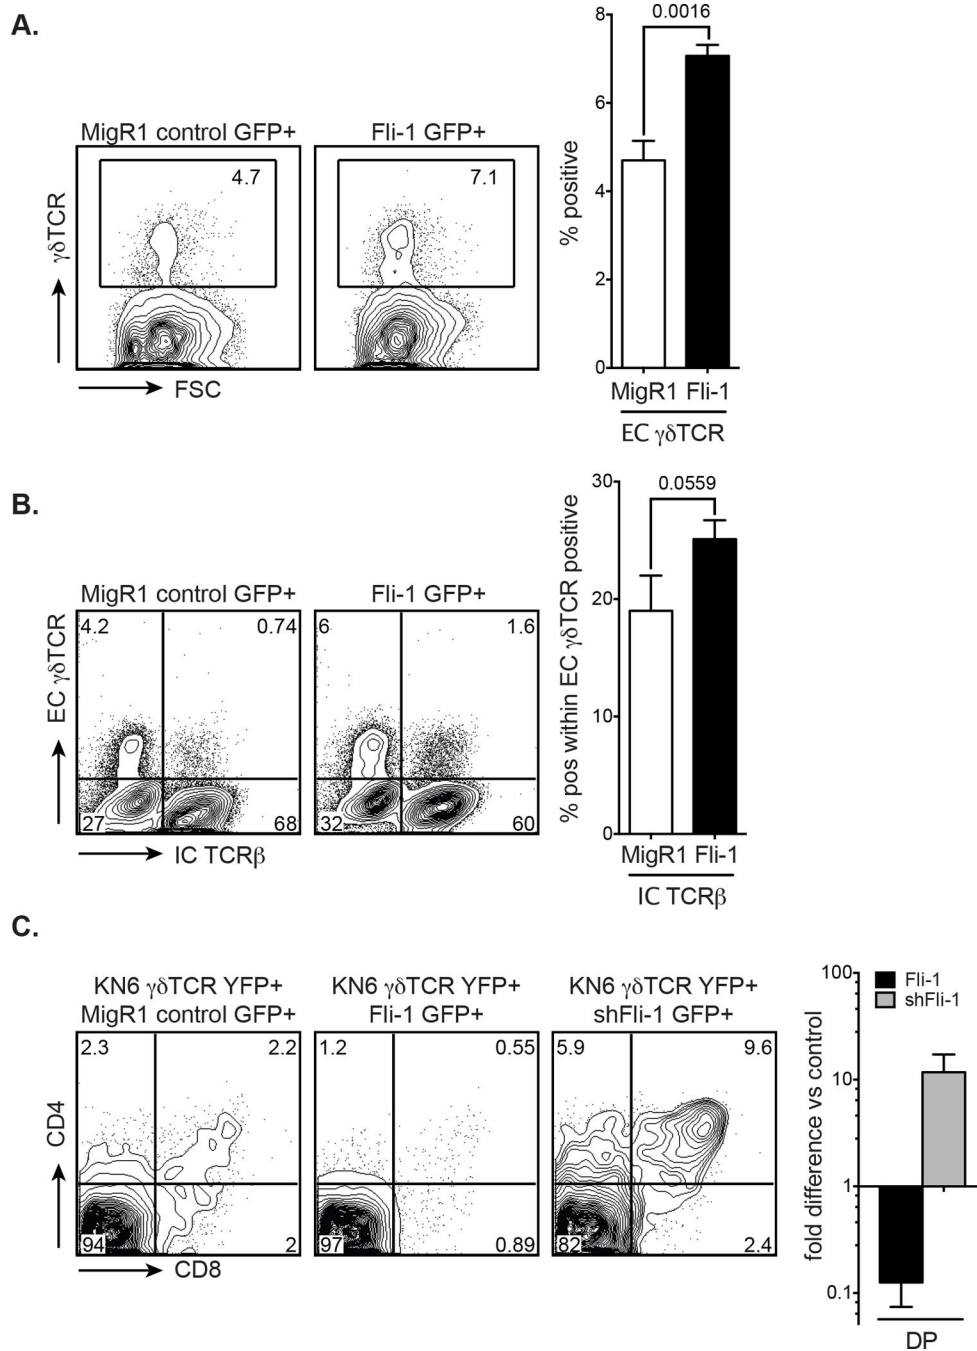 A.
MigR1 control GFP+
Fli-1 GFP+
4.7
7.1
γδTCR
FSC
% positive
8
6
4
2
0
0.0016
MigR1 Fli-1
EC γδTCR
B.
MigR1 control GFP+
Fli-1 GFP+
4.2
0.74
27
68
6
1.6
32
60
EC γδTCR
IC TCRβ
% pos within EC γδTCR positive
30
20
10
0
0.0559
MigR1 Fli-1
IC TCRβ
C.
KN6 γδTCR YFP+
MigR1 control GFP+
KN6 γδTCR YFP+
Fli-1 GFP+
KN6 γδTCR YFP+
shFli-1 GFP+
2.3
2.2
94
2
1.2
0.55
97
0.89
5.9
9.6
82
2.4
CD4
CD8
fold difference vs control
100
10
1
0.1
Fli-1
shFli-1
DP